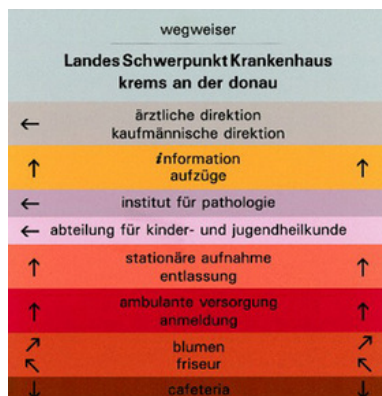 wegweiser
Landes Schwerpunkt Krankenhaus
krems an der donau
← ärztliche direktion
kaufmännische direktion
↑ information ↑
aufzüge
← institut für pathologie
← abteilung für kinder- und jugendheilkunde
↑ stationäre aufnahme ↑
entlassung
↑ ambulante versorgung ↑
anmeldung
↗ blumen ↗
↖ friseur ↖
↓ cafeteria ↓